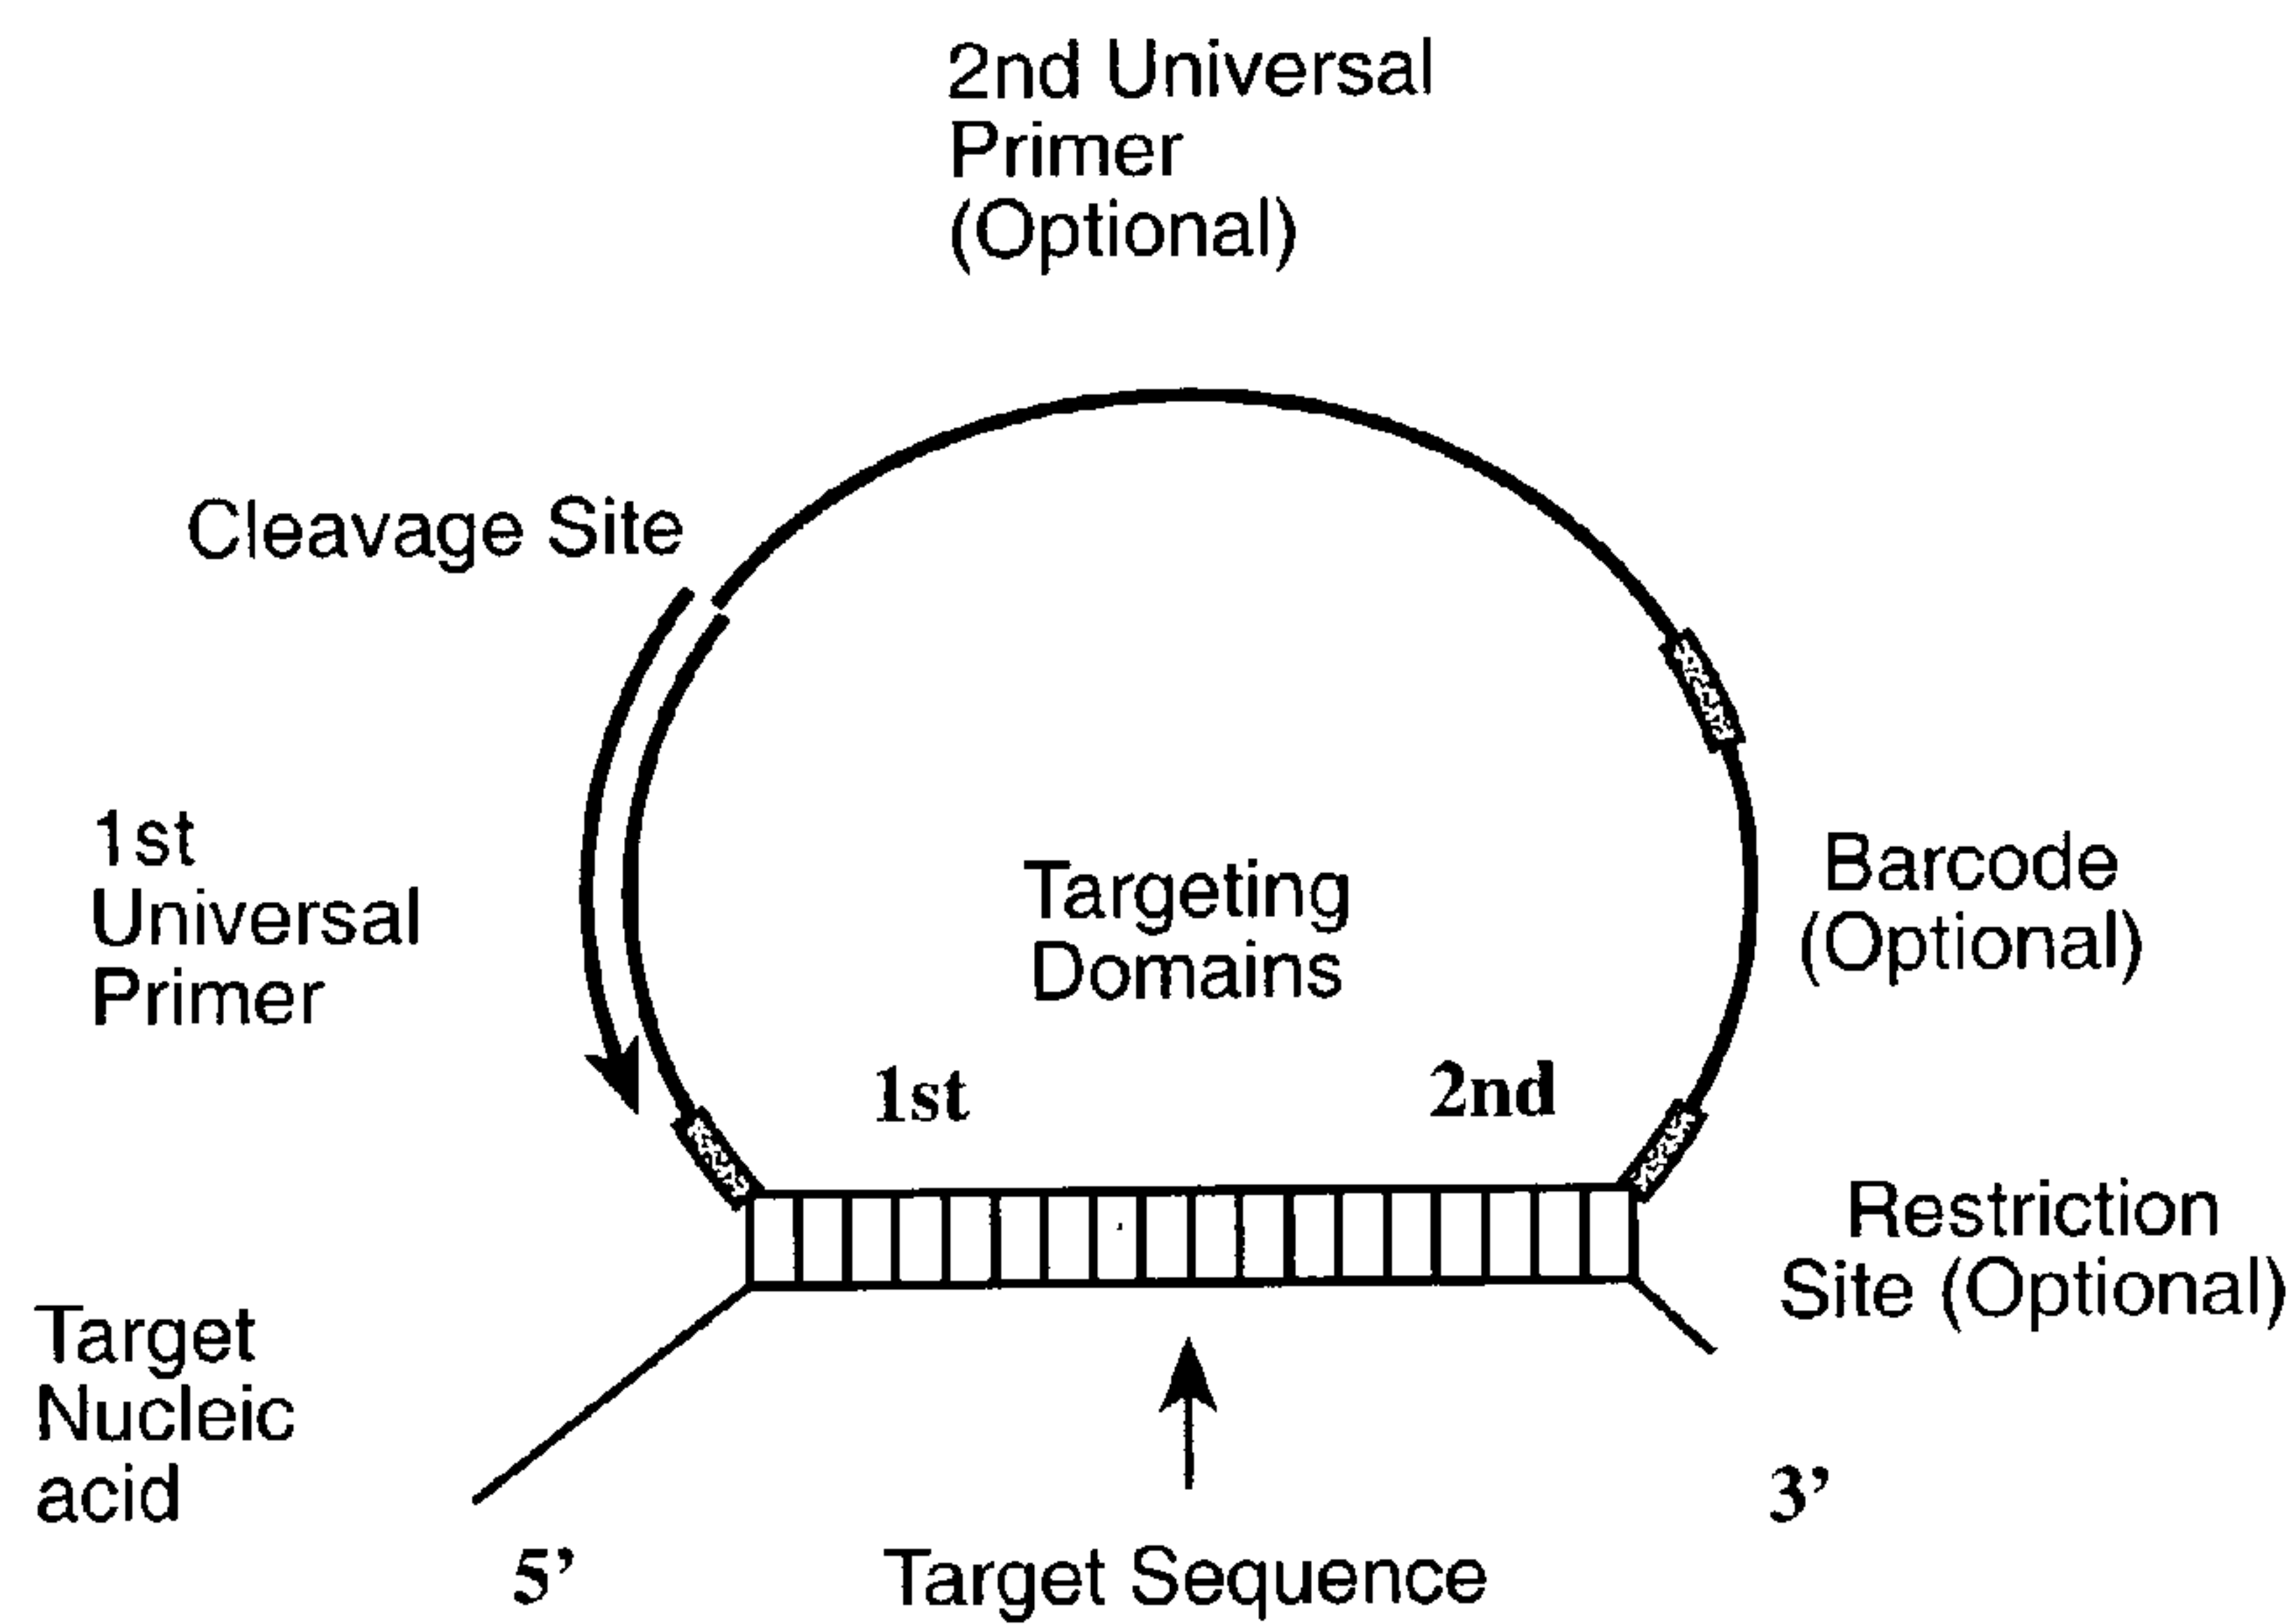 2nd Universal
Primer
(Optional)
Cleavage Site
1st
Universal
Primer
Targeting
Domains
Barcode
(Optional)
1st
2nd
Restriction
Site (Optional)
Target
Nucleic
acid
5’
Target Sequence
3’